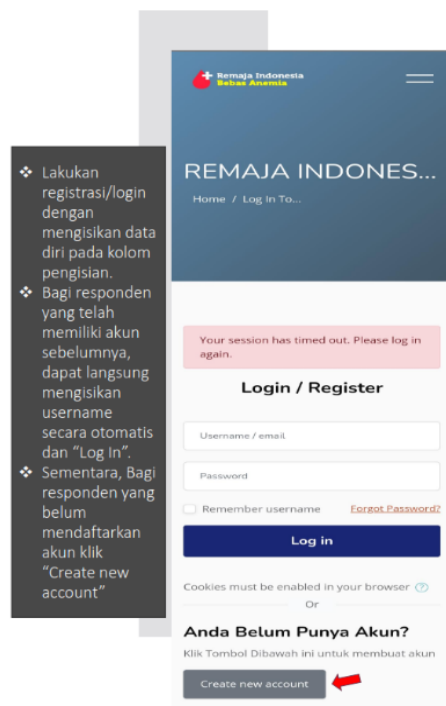 ❖ Lakukan
registrasi/login
dengan
mengisikan data
diri pada kolom
pengisian.
❖ Bagi responden
yang telah
memiliki akun
sebelumnya,
dapat langsung
mengisikan
username
secara otomatis
dan “Log In”.
❖ Sementara, Bagi
responden yang
belum
mendaftarkan
akun klik
“Create new
account”
Remaja Indonesia
Bebas Anemia
REMAJA INDONES...
Home / Log In To...
Your session has timed out. Please log in
again.
Login / Register
Username / email
Password
Remember username Forgot Password?
Log in
Cookies must be enabled in your browser
Or
Anda Belum Punya Akun?
Klik Tombol Dibawah ini untuk membuat akun
Create new account